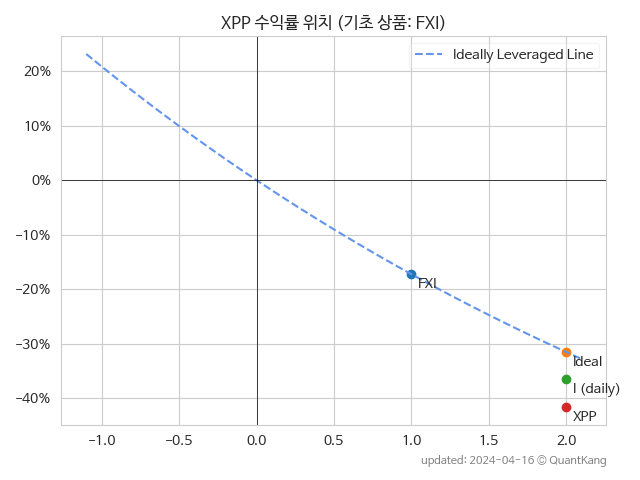 XPP 수익률 위치 (기초 상품: FXI)
Ideally Leveraged Line
20%
10%
0%
−10%
−20%
−30%
−40%
FXI
Ideal
I (daily)
XPP
−1.0 −0.5 0.0 0.5 1.0 1.5 2.0
updated: 2024-04-16 © QuantKang